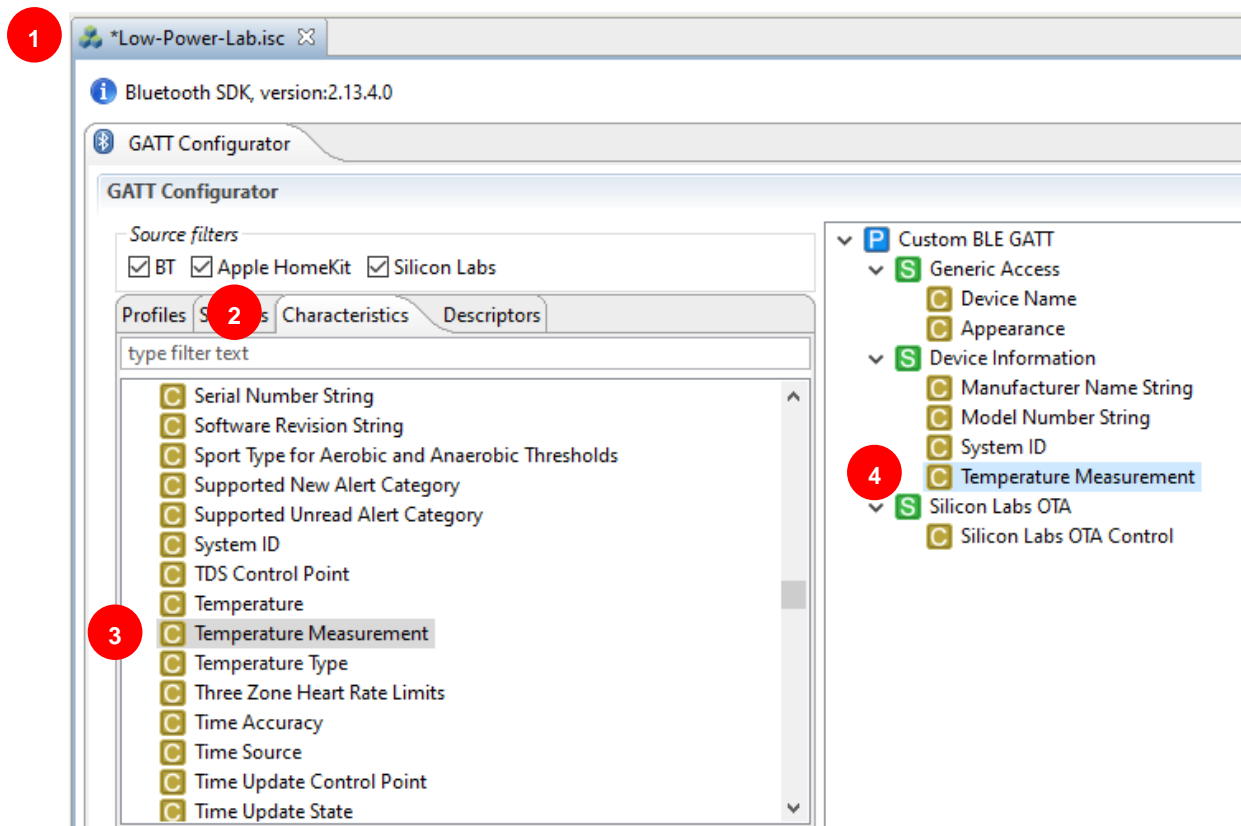 1
*Low-Power-Lab.isc
Bluetooth SDK, version:2.13.4.0
GATT Configurator
GATT Configurator
Source filters
BT Apple HomeKit Silicon Labs
Profiles 2 Characteristics Descriptors
type filter text
Serial Number String
Software Revision String
Sport Type for Aerobic and Anaerobic Thresholds
Supported New Alert Category
Supported Unread Alert Category
System ID
TDS Control Point
Temperature
3 Temperature Measurement
Temperature Type
Three Zone Heart Rate Limits
Time Accuracy
Time Source
Time Update Control Point
Time Update State
P Custom BLE GATT
S Generic Access
C Device Name
C Appearance
S Device Information
C Manufacturer Name String
C Model Number String
C System ID
4 C Temperature Measurement
S Silicon Labs OTA
C Silicon Labs OTA Control